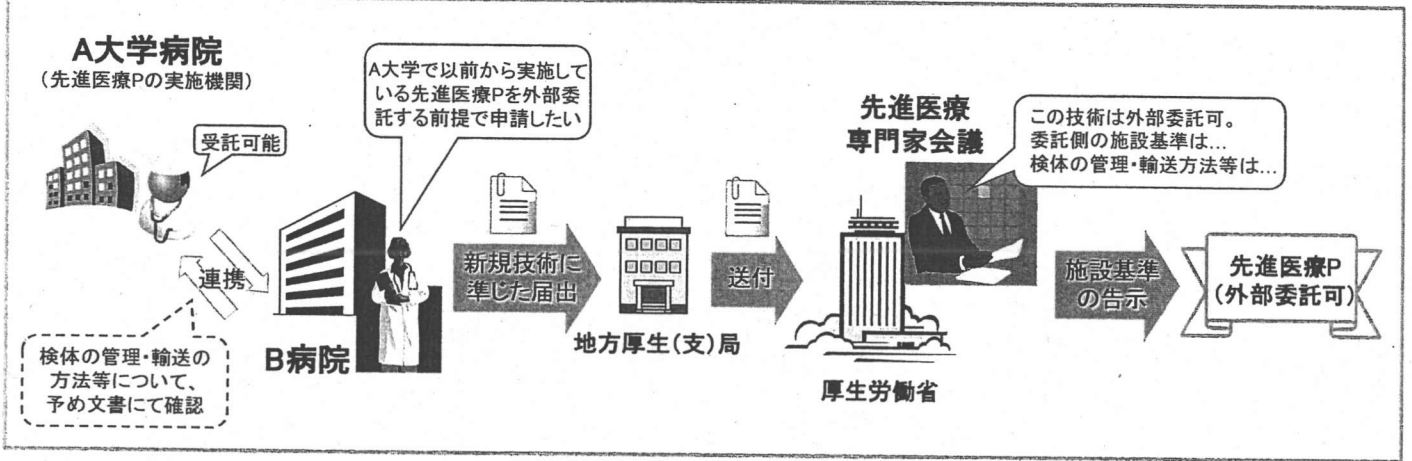 A大学病院
（先進医療Pの実施機関）
受託可能
連携
検体の管理・輸送の
方法等について、
予め文書にて確認
A大学で以前から実施して
いる先進医療Pを外部委
託する前提で申請したい
B病院
新規技術に
準じた届出
地方厚生(支)局
送付
先進医療
専門家会議
この技術は外部委託可。
委託側の施設基準は…
検体の管理・輸送方法等は…
厚生労働省
施設基準
の告示
先進医療P
(外部委託可)